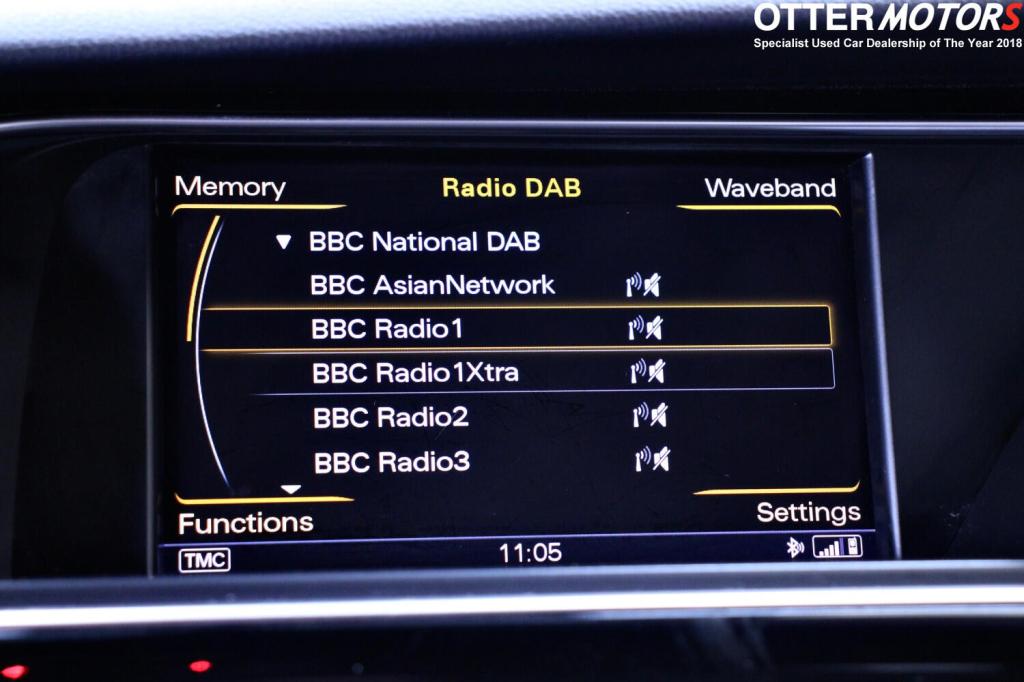 OTTER MOTORS
Specialist Used Car Dealership of The Year 2018
Memory
Radio DAB
Waveband
BBC National DAB
BBC AsianNetwork
BBC Radio1
BBC Radio1Xtra
BBC Radio2
BBC Radio3
Functions
Settings
TMC
11:05